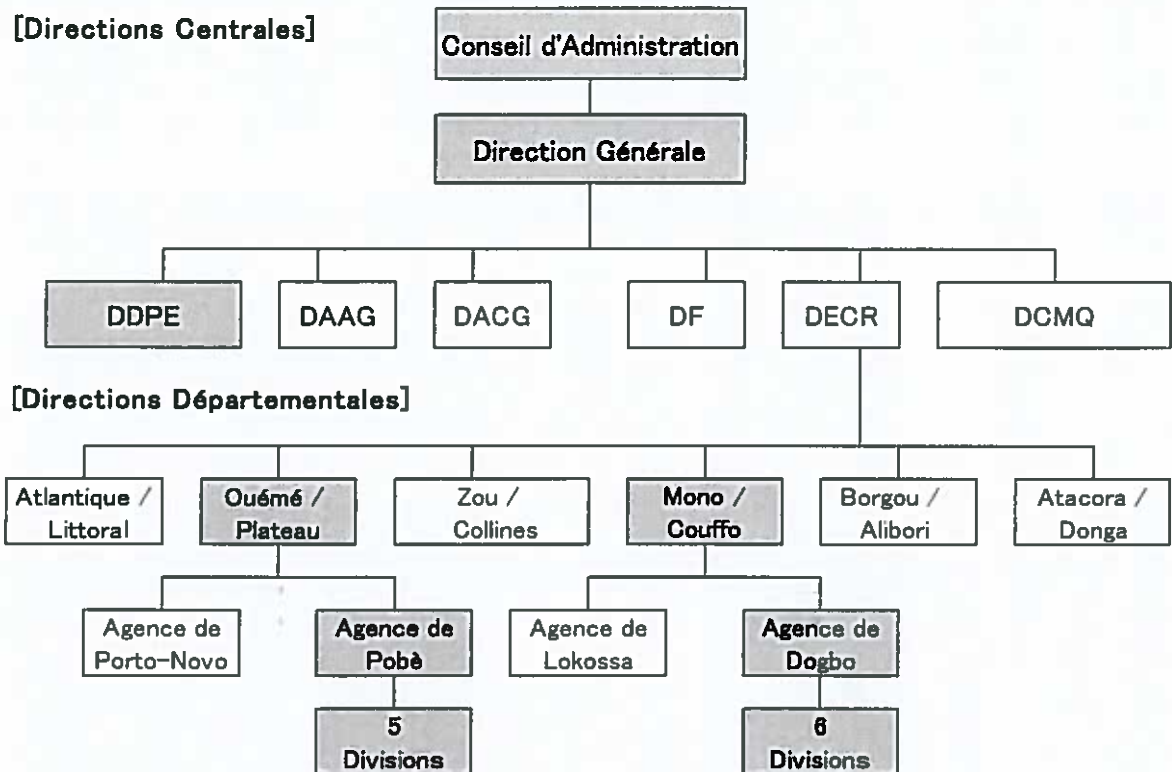 [Directions Centrales]
Conseil d'Administration
Direction Générale
DDPE
DAAG
DACG
DF
DECR
DCMQ
[Directions Départementales]
Atlantique /
Littoral
Ouémé /
Plateau
Zou /
Collines
Mono /
Couffo
Borgou /
Alibori
Atacora /
Donga
Agence de
Porto-Novo
Agence de
Pobè
Agence de
Lokossa
Agence de
Dogbo
5
Divisions
6
Divisions